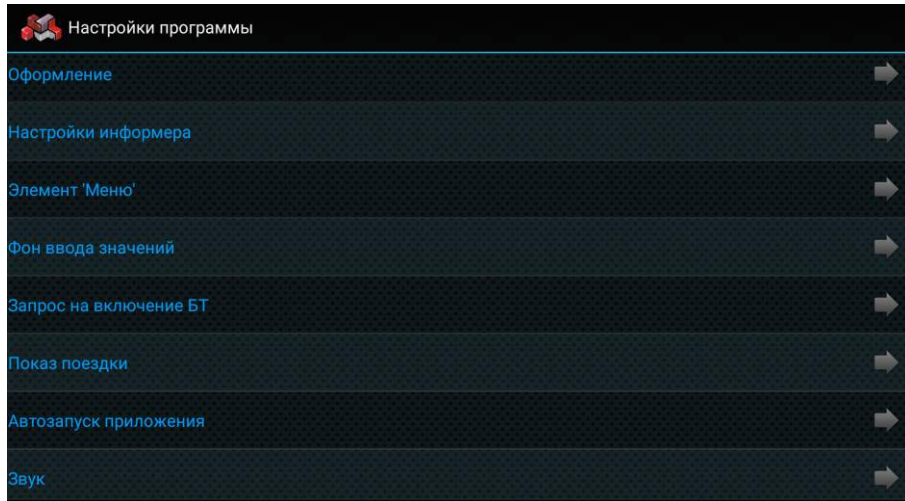 Настройки программы
Оформление
Настройки информера
Элемент 'Меню'
Фон ввода значений
Запрос на включение БТ
Показ поездки
Автозапуск приложения
Звук